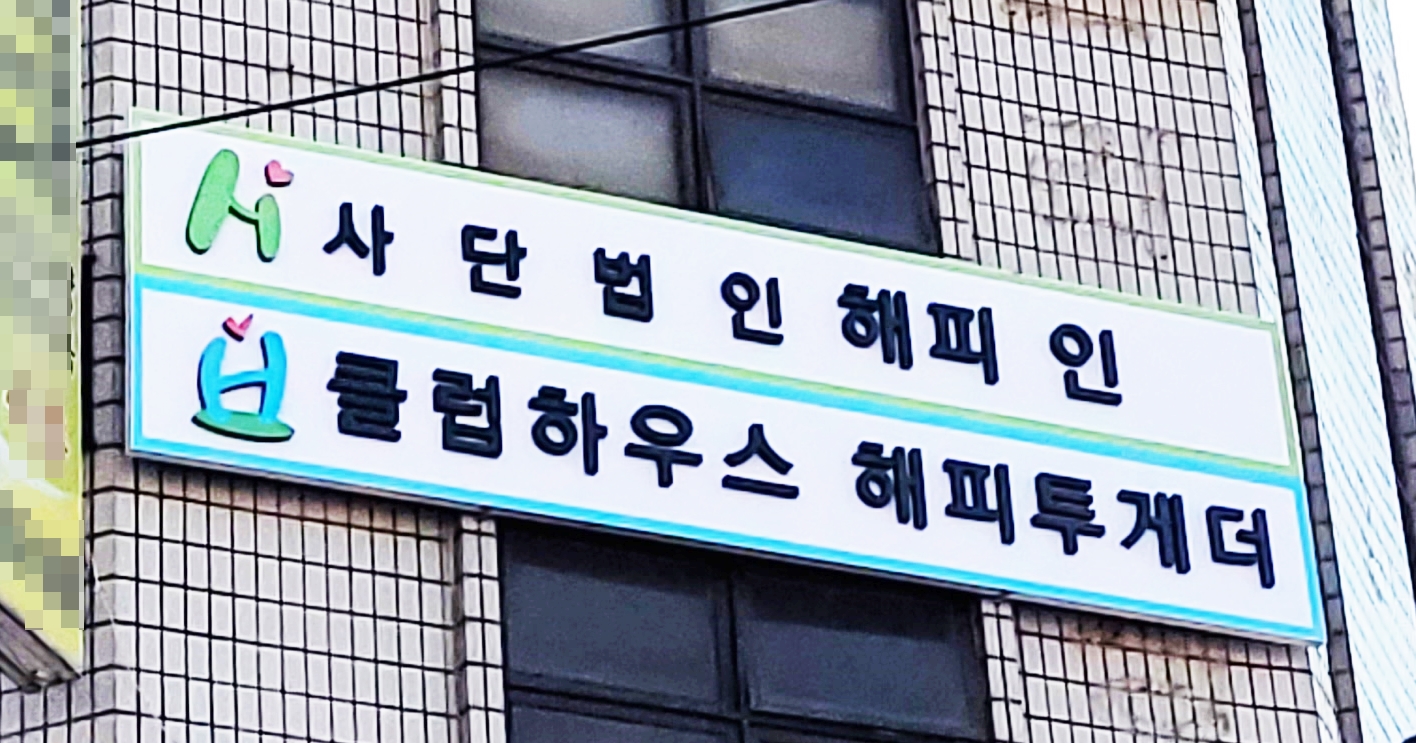 사단법인 해피인
클럽하우스 해피투게더